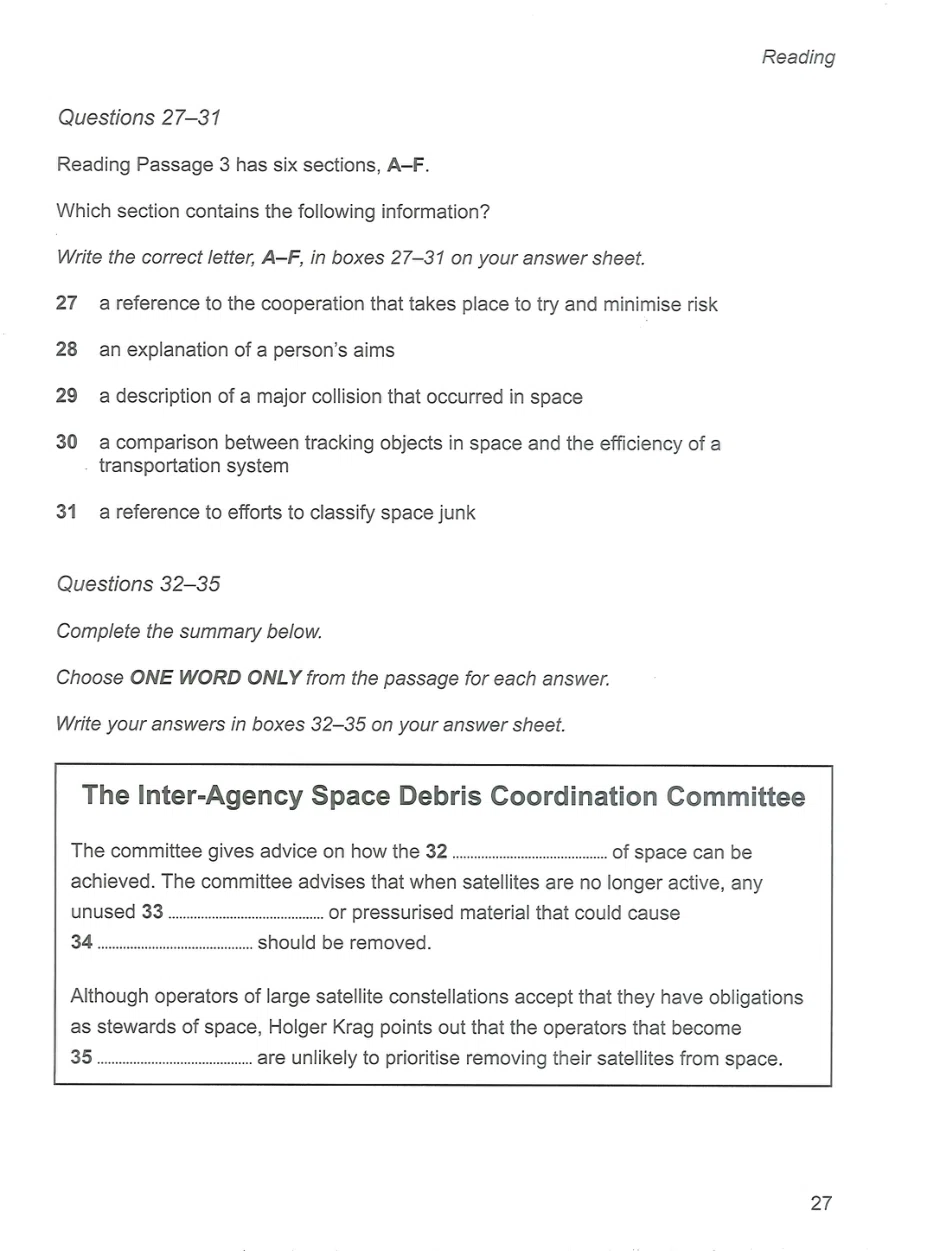 Reading
Questions 27–31
Reading Passage 3 has six sections, A–F.
Which section contains the following information?
Write the correct letter, A–F, in boxes 27–31 on your answer sheet.
27 a reference to the cooperation that takes place to try and minimise risk
28 an explanation of a person's aims
29 a description of a major collision that occurred in space
30 a comparison between tracking objects in space and the efficiency of a
transportation system
31 a reference to efforts to classify space junk
Questions 32–35
Complete the summary below.
Choose ONE WORD ONLY from the passage for each answer.
Write your answers in boxes 32–35 on your answer sheet.
The Inter-Agency Space Debris Coordination Committee
The committee gives advice on how the 32 ........................................... of space can be
achieved. The committee advises that when satellites are no longer active, any
unused 33 ........................................... or pressurised material that could cause
34 ........................................... should be removed.
Although operators of large satellite constellations accept that they have obligations
as stewards of space, Holger Krag points out that the operators that become
35 ........................................... are unlikely to prioritise removing their satellites from space.
27